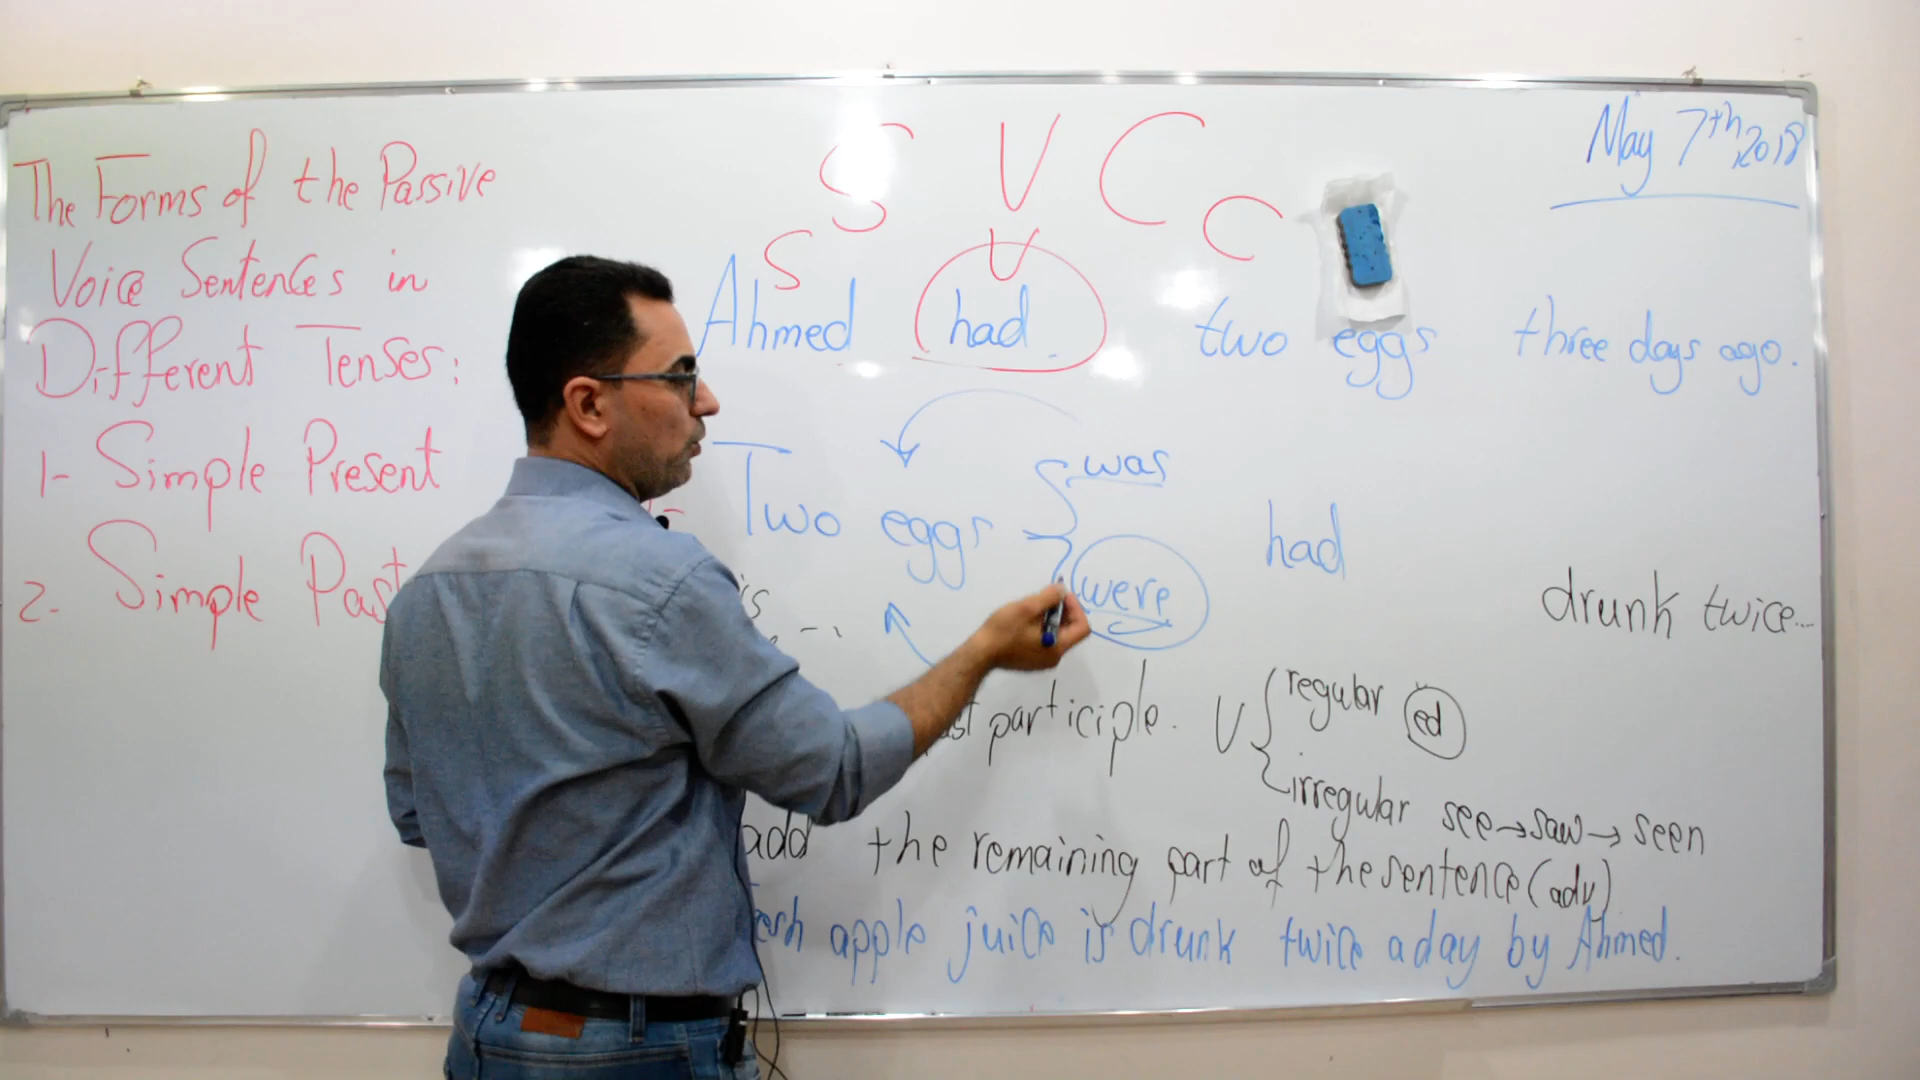 The Forms of the Passive
Voice Sentences in
Different Tenses:
1- Simple Present
2- Simple Past
May 7th, 2018
S V C C
S V
Ahmed had two eggs three days ago.
was
Two eggs had
were
is
drunk twice...
participle. V regular ed
irregular see→saw→seen
add the remaining part of the sentence (adv)
apple juice is drunk twice a day by Ahmed.